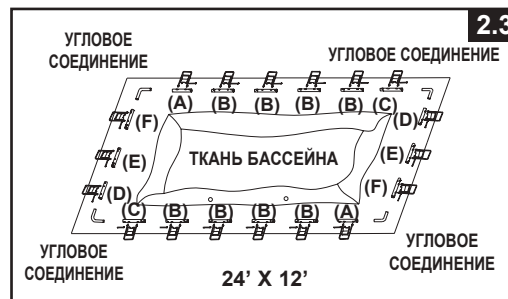 2.3
УГЛОВОЕ
СОЕДИНЕНИЕ
УГЛОВОЕ СОЕДИНЕНИЕ
(A) (B) (B) (B) (B) (C)
(F) (D)
(E) ТКАНЬ БАССЕЙНА (E)
(D) (F)
(C) (B) (B) (B) (B) (A)
УГЛОВОЕ
СОЕДИНЕНИЕ
УГЛОВОЕ
СОЕДИНЕНИЕ
24’ X 12’